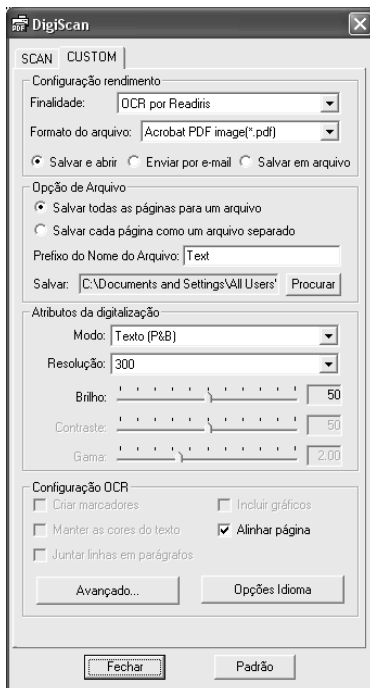 PDF DigiScan
SCAN CUSTOM
Configuração rendimento
Finalidade: OCR por Readiris
Formato do arquivo: Acrobat PDF image(*.pdf)
Salvar e abrir Enviar por e-mail Salvar em arquivo
Opção de Arquivo
Salvar todas as páginas para um arquivo
Salvar cada página como um arquivo separado
Prefixo do Nome do Arquivo: Text
Salvar: C:\Documents and Settings\All Users' Procurar
Atributos da digitalização
Modo: Texto (P&B)
Resolução: 300
Brilho: 50
Contraste: 50
Gama: 2.00
Configuração OCR
Criar marcadores Incluir gráficos
Manter as cores do texto Alinhar página
Juntar linhas em parágrafos
Avançado... Opções Idioma
Fechar Padrão